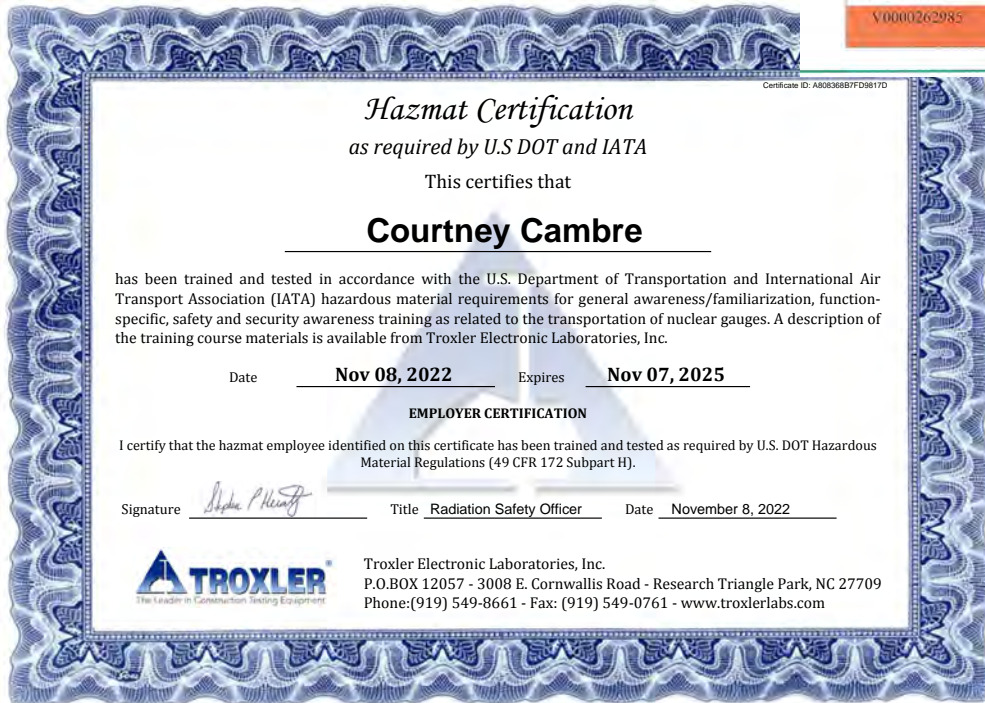 V0000262985
Certificate ID: A808368B7FD9817D
Hazmat Certification
as required by U.S DOT and IATA
This certifies that
Courtney Cambre
has been trained and tested in accordance with the U.S. Department of Transportation and International Air
Transport Association (IATA) hazardous material requirements for general awareness/familiarization, function-
specific, safety and security awareness training as related to the transportation of nuclear gauges. A description of
the training course materials is available from Troxler Electronic Laboratories, Inc.
Date Nov 08, 2022 Expires Nov 07, 2025
EMPLOYER CERTIFICATION
I certify that the hazmat employee identified on this certificate has been trained and tested as required by U.S. DOT Hazardous
Material Regulations (49 CFR 172 Subpart H).
Signature Title Radiation Safety Officer Date November 8, 2022
TROXLER
The Leader in Construction Testing Equipment
Troxler Electronic Laboratories, Inc.
P.O.BOX 12057 - 3008 E. Cornwallis Road - Research Triangle Park, NC 27709
Phone:(919) 549-8661 - Fax: (919) 549-0761 - www.troxlerlabs.com